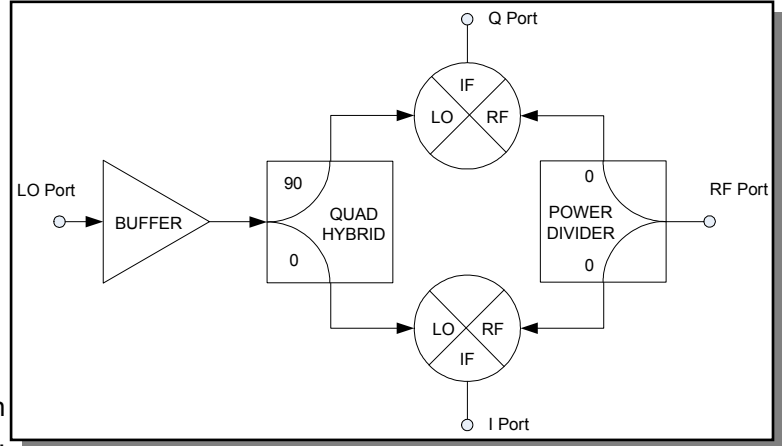 Q Port
IF
LO RF
LO Port
BUFFER
90
QUAD
HYBRID
0
0
POWER
DIVIDER
0
RF Port
LO RF
IF
I Port